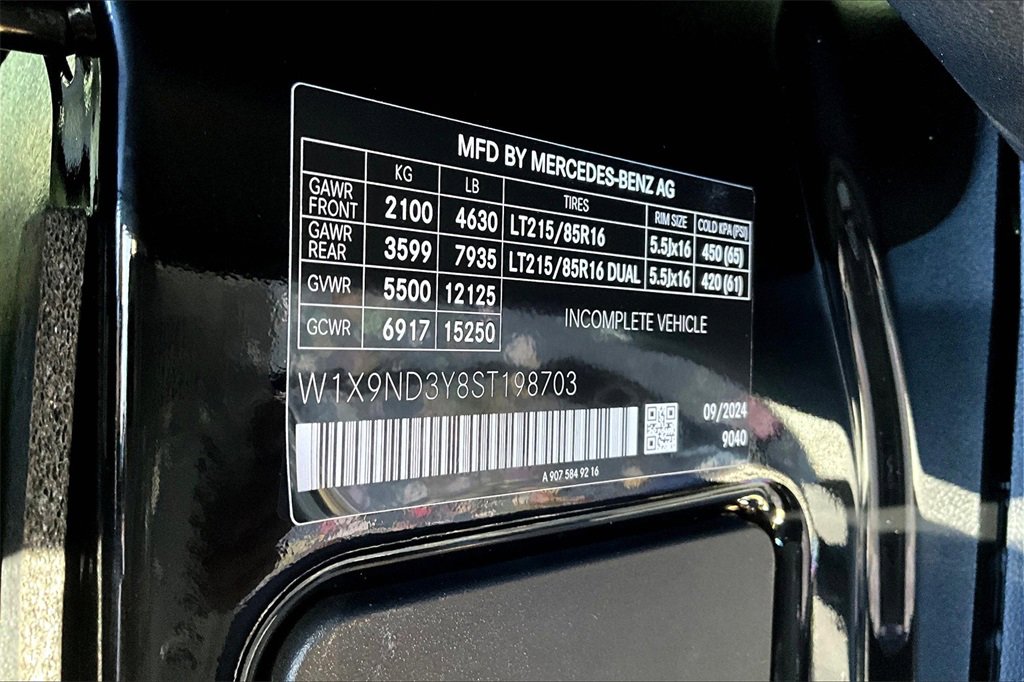 MFD BY MERCEDES-BENZ AG
KG LB TIRES RIM SIZE COLD KPA (PSI)
GAWR FRONT 2100 4630 LT215/85R16 5.5Jx16 450 (65)
GAWR REAR 3599 7935 LT215/85R16 DUAL 5.5Jx16 420 (61)
GVWR 5500 12125
GCWR 6917 15250
INCOMPLETE VEHICLE
W1X9ND3Y8ST198703
09/2024
9040
A 907 584 92 16